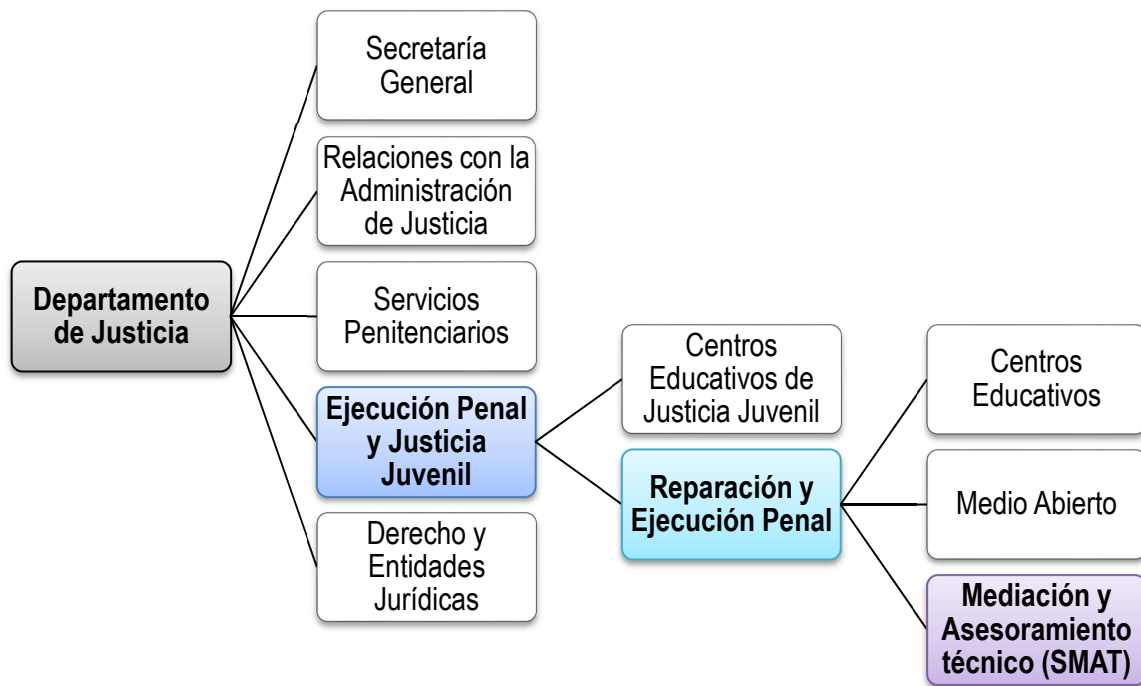 Departamento
de Justicia
Secretaría
General
Relaciones con la
Administración
de Justicia
Servicios
Penitenciarios
Ejecución Penal
y Justicia
Juvenil
Derecho y
Entidades
Jurídicas
Centros
Educativos de
Justicia Juvenil
Reparación y
Ejecución Penal
Centros
Educativos
Medio Abierto
Mediación y
Asesoramiento
técnico (SMAT)